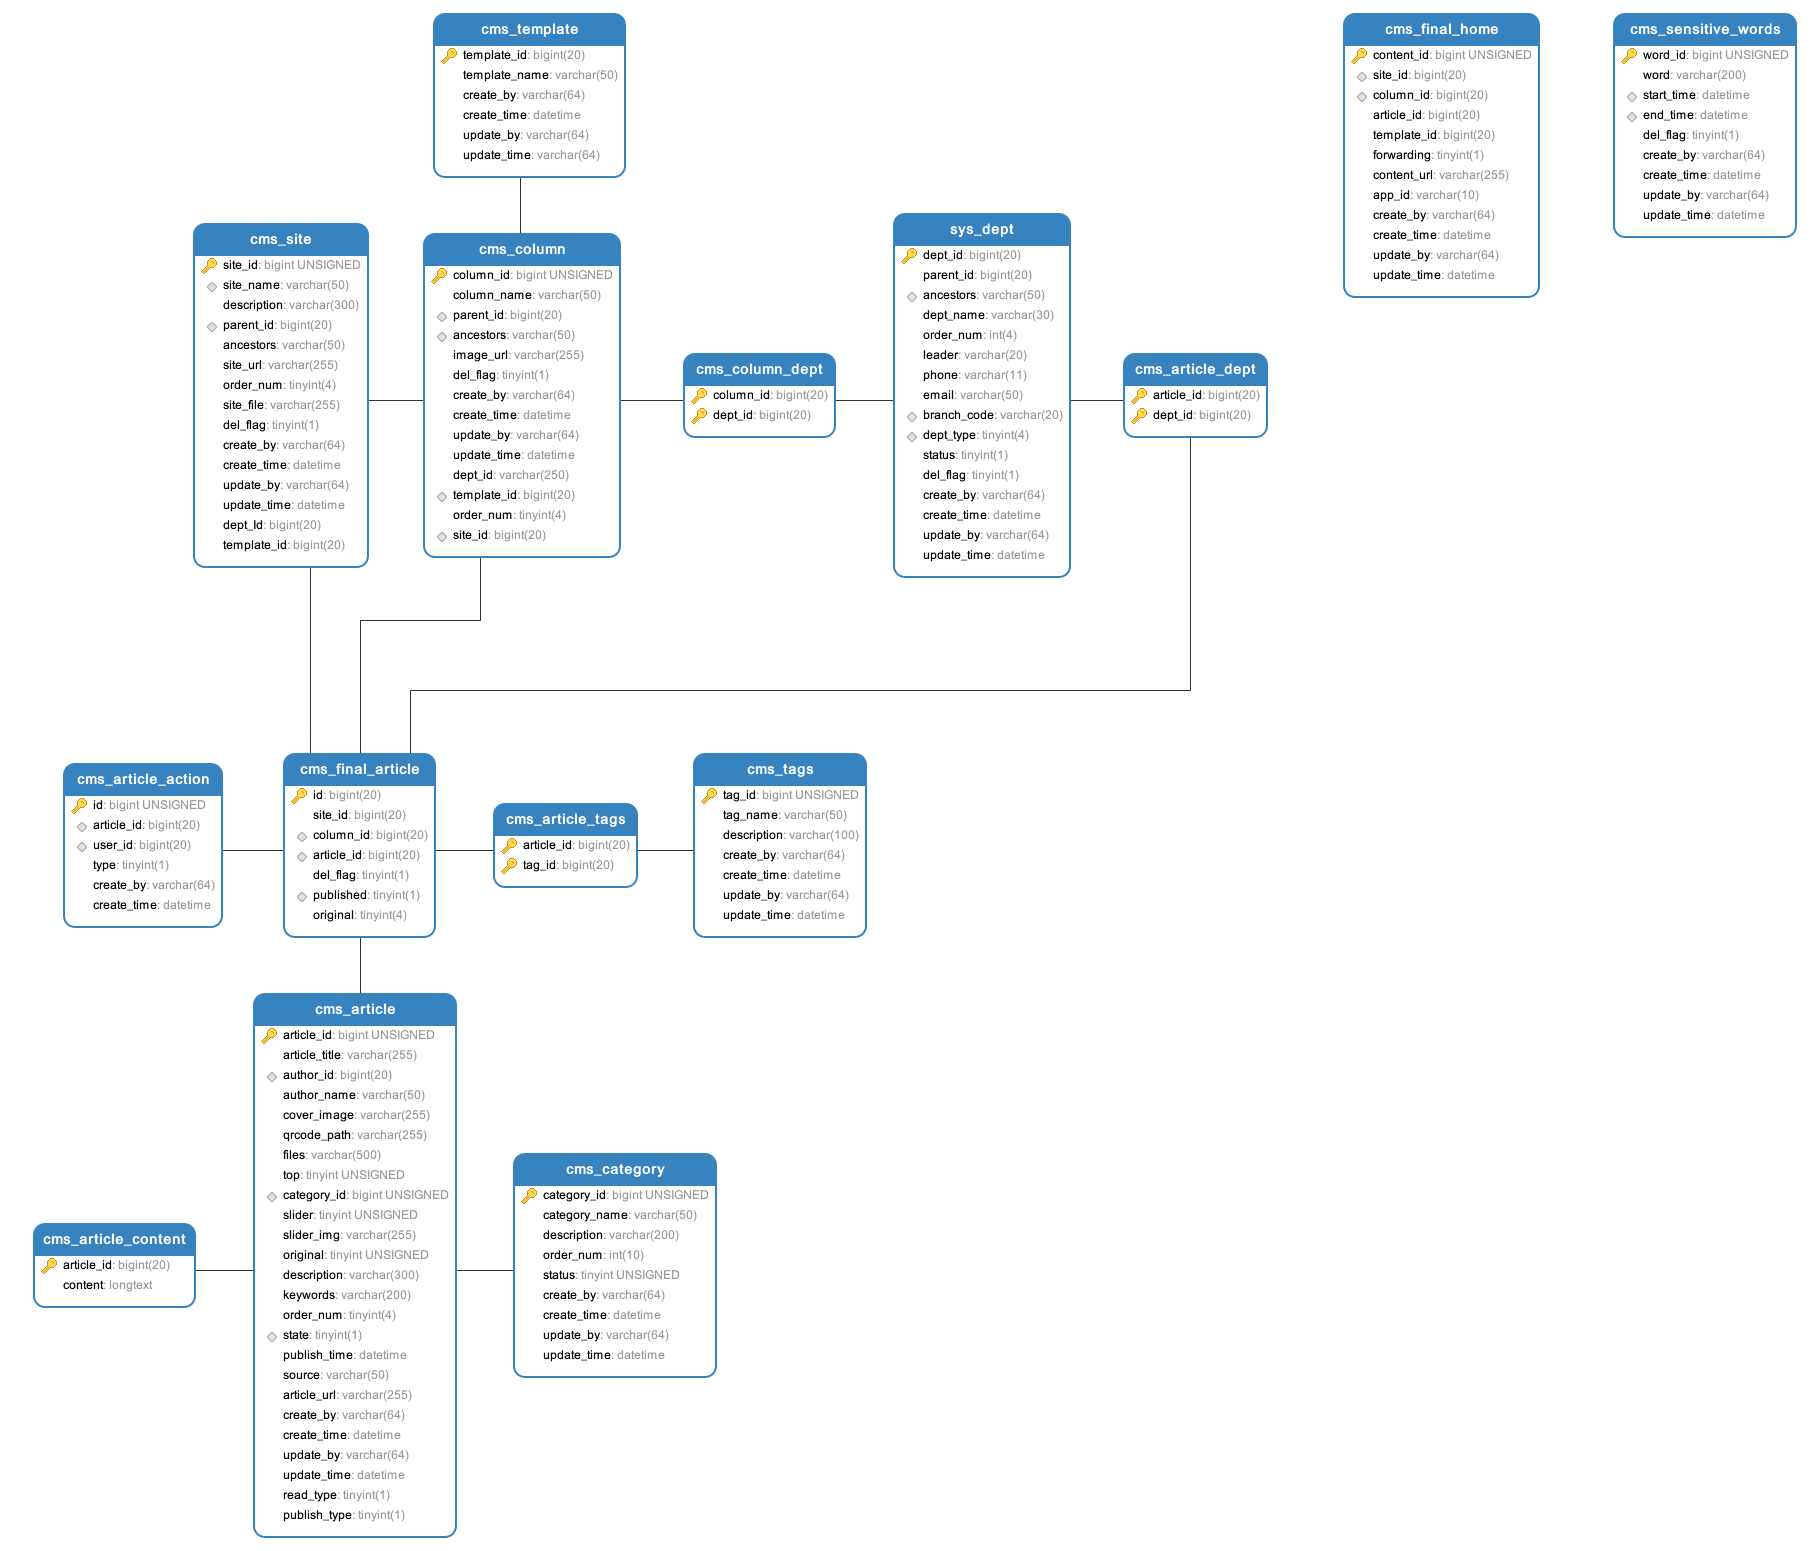 cms_template
template_id: bigint(20)
template_name: varchar(50)
create_by: varchar(64)
create_time: datetime
update_by: varchar(64)
update_time: varchar(64)
cms_final_home
content_id: bigint UNSIGNED
site_id: bigint(20)
column_id: bigint(20)
article_id: bigint(20)
template_id: bigint(20)
forwarding: tinyint(1)
content_url: varchar(255)
app_id: varchar(10)
create_by: varchar(64)
create_time: datetime
update_by: varchar(64)
update_time: datetime
cms_sensitive_words
word_id: bigint UNSIGNED
word: varchar(200)
start_time: datetime
end_time: datetime
del_flag: tinyint(1)
create_by: varchar(64)
create_time: datetime
update_by: varchar(64)
update_time: datetime
cms_site
site_id: bigint UNSIGNED
site_name: varchar(50)
description: varchar(300)
parent_id: bigint(20)
ancestors: varchar(50)
site_url: varchar(255)
order_num: tinyint(4)
site_file: varchar(255)
del_flag: tinyint(1)
create_by: varchar(64)
create_time: datetime
update_by: varchar(64)
update_time: datetime
dept_Id: bigint(20)
template_id: bigint(20)
cms_column
column_id: bigint UNSIGNED
column_name: varchar(50)
parent_id: bigint(20)
ancestors: varchar(50)
image_url: varchar(255)
del_flag: tinyint(1)
create_by: varchar(64)
create_time: datetime
update_by: varchar(64)
update_time: datetime
dept_id: varchar(250)
template_id: bigint(20)
order_num: tinyint(4)
site_id: bigint(20)
cms_column_dept
column_id: bigint(20)
dept_id: bigint(20)
sys_dept
dept_id: bigint(20)
parent_id: bigint(20)
ancestors: varchar(50)
dept_name: varchar(30)
order_num: int(4)
leader: varchar(20)
phone: varchar(11)
email: varchar(50)
branch_code: varchar(20)
dept_type: tinyint(4)
status: tinyint(1)
del_flag: tinyint(1)
create_by: varchar(64)
create_time: datetime
update_by: varchar(64)
update_time: datetime
cms_article_dept
article_id: bigint(20)
dept_id: bigint(20)
cms_article_action
id: bigint UNSIGNED
article_id: bigint(20)
user_id: bigint(20)
type: tinyint(1)
create_by: varchar(64)
create_time: datetime
cms_final_article
id: bigint(20)
site_id: bigint(20)
column_id: bigint(20)
article_id: bigint(20)
del_flag: tinyint(1)
published: tinyint(1)
original: tinyint(4)
cms_article_tags
article_id: bigint(20)
tag_id: bigint(20)
cms_tags
tag_id: bigint UNSIGNED
tag_name: varchar(50)
description: varchar(100)
create_by: varchar(64)
create_time: datetime
update_by: varchar(64)
update_time: datetime
cms_article
article_id: bigint UNSIGNED
article_title: varchar(255)
author_id: bigint(20)
author_name: varchar(50)
cover_image: varchar(255)
qrcode_path: varchar(255)
files: varchar(500)
top: tinyint UNSIGNED
category_id: bigint UNSIGNED
slider: tinyint UNSIGNED
slider_img: varchar(255)
original: tinyint UNSIGNED
description: varchar(300)
keywords: varchar(200)
order_num: tinyint(4)
state: tinyint(1)
publish_time: datetime
source: varchar(50)
article_url: varchar(255)
create_by: varchar(64)
create_time: datetime
update_by: varchar(64)
update_time: datetime
read_type: tinyint(1)
publish_type: tinyint(1)
cms_article_content
article_id: bigint(20)
content: longtext
cms_category
category_id: bigint UNSIGNED
category_name: varchar(50)
description: varchar(200)
order_num: int(10)
status: tinyint UNSIGNED
create_by: varchar(64)
create_time: datetime
update_by: varchar(64)
update_time: datetime